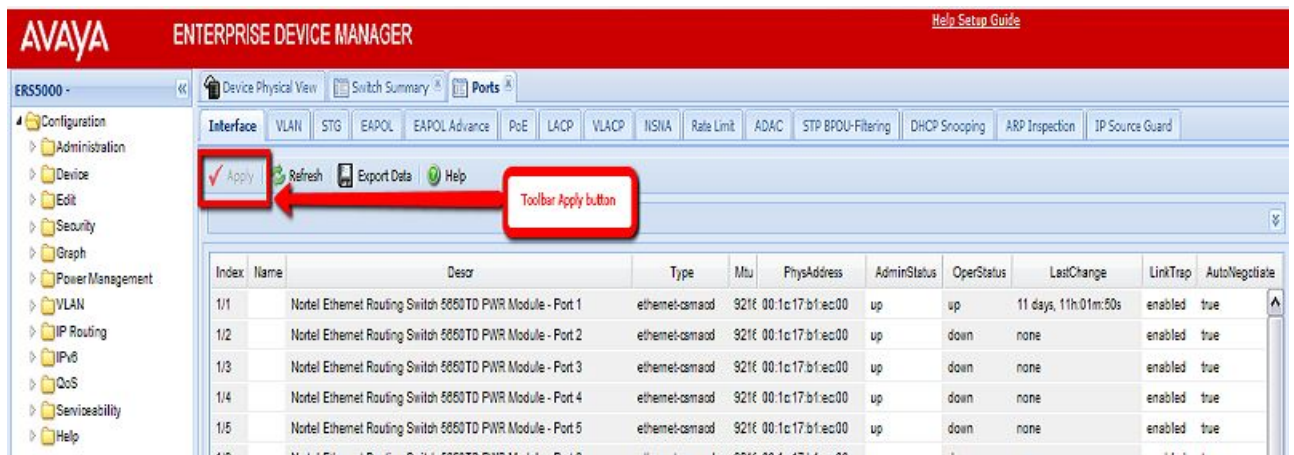 AVAYA ENTERPRISE DEVICE MANAGER Help Setup Guide
ERS5000 - Device Physical View Switch Summary Ports
Configuration
Administration
Device
Edit
Security
Graph
Power Management
VLAN
IP Routing
IPv6
QoS
Serviceability
Help
Interface VLAN STG EAPOL EAPOL Advance PoE LACP VLACP NSNA Rate Limit ADAC STP BPDU-Filtering DHCP Snooping ARP Inspection IP Source Guard
Apply Refresh Export Data Help
Toolbar Apply button
Index Name Descr Type Mtu PhysAddress AdminStatus OperStatus LastChange LinkTrap AutoNegotiate
1/1 Nortel Ethernet Routing Switch 5650TD PWR Module - Port 1 ethernet-csmacd 9216 00:1c:17:b1:ec:00 up up 11 days, 11h:01m:50s enabled true
1/2 Nortel Ethernet Routing Switch 5650TD PWR Module - Port 2 ethernet-csmacd 9216 00:1c:17:b1:ec:00 up down none enabled true
1/3 Nortel Ethernet Routing Switch 5650TD PWR Module - Port 3 ethernet-csmacd 9216 00:1c:17:b1:ec:00 up down none enabled true
1/4 Nortel Ethernet Routing Switch 5650TD PWR Module - Port 4 ethernet-csmacd 9216 00:1c:17:b1:ec:00 up down none enabled true
1/5 Nortel Ethernet Routing Switch 5650TD PWR Module - Port 5 ethernet-csmacd 9216 00:1c:17:b1:ec:00 up down none enabled true